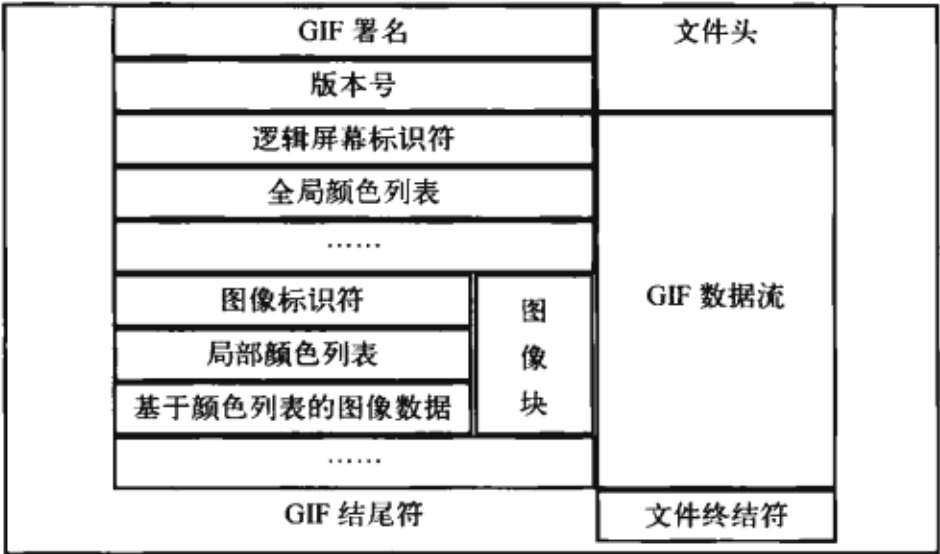 GIF 署名
文件头
版本号
逻辑屏幕标识符
全局颜色列表
……
图像标识符
图像块
GIF 数据流
局部颜色列表
基于颜色列表的图像数据
……
GIF 结尾符
文件终结符